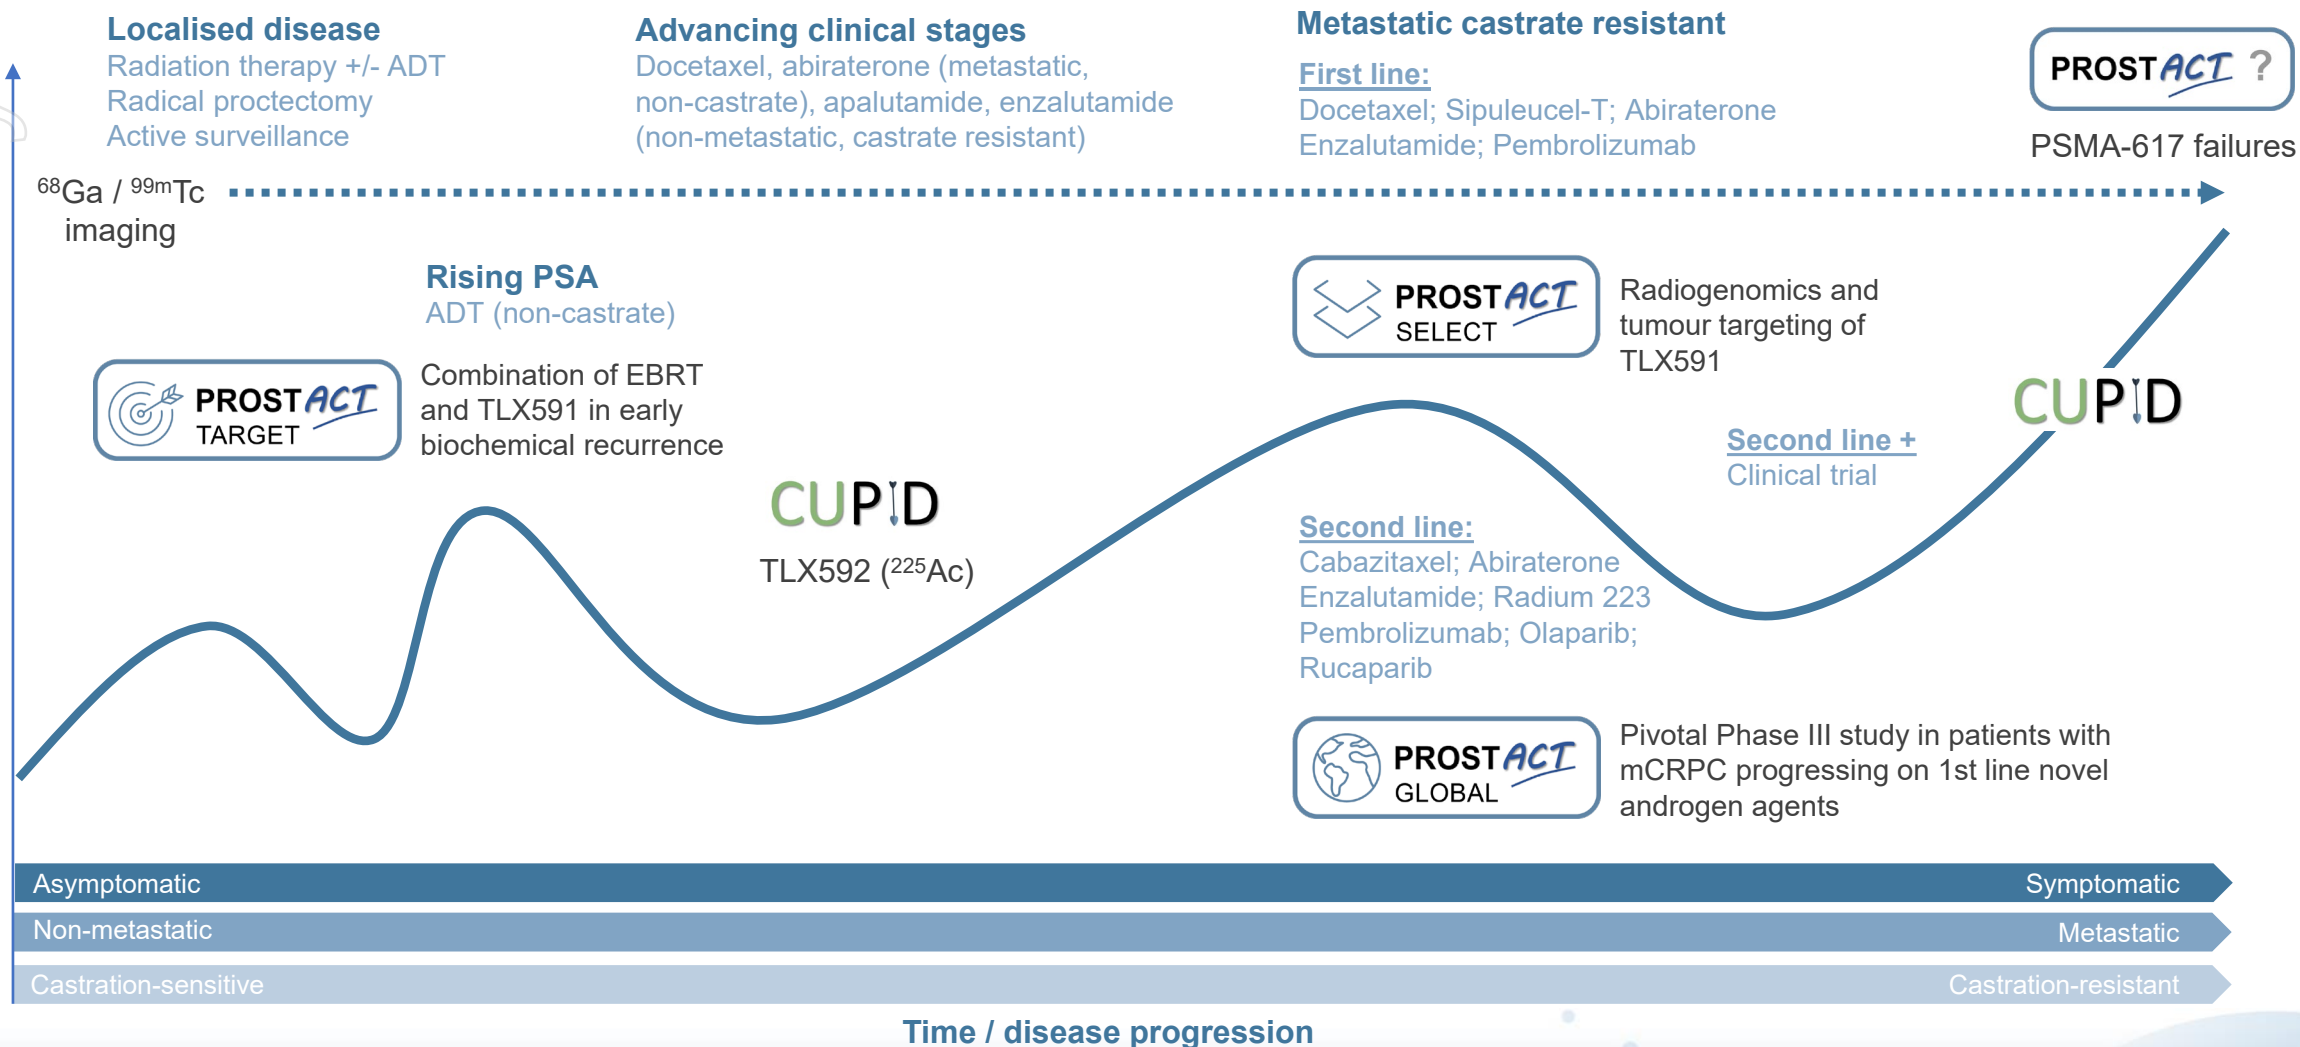 Localised disease
Radiation therapy +/- ADT
Radical proctectomy
Active surveillance
Advancing clinical stages
Docetaxel, abiraterone (metastatic,
non-castrate), apalutamide, enzalutamide
(non-metastatic, castrate resistant)
Metastatic castrate resistant
First line:
Docetaxel; Sipuleucel-T; Abiraterone
Enzalutamide; Pembrolizumab
PROSTACT ?
PSMA-617 failures
⁶⁸Ga / ⁹⁹ᵐTc
imaging
Rising PSA
ADT (non-castrate)
PROSTACT
TARGET
Combination of EBRT
and TLX591 in early
biochemical recurrence
CUPID
TLX592 (²²⁵Ac)
PROSTACT
SELECT
Radiogenomics and
tumour targeting of
TLX591
CUPID
Second line +
Clinical trial
Second line:
Cabazitaxel; Abiraterone
Enzalutamide; Radium 223
Pembrolizumab; Olaparib;
Rucaparib
PROSTACT
GLOBAL
Pivotal Phase III study in patients with
mCRPC progressing on 1st line novel
androgen agents
Asymptomatic
Symptomatic
Non-metastatic
Metastatic
Castration-sensitive
Castration-resistant
Time / disease progression